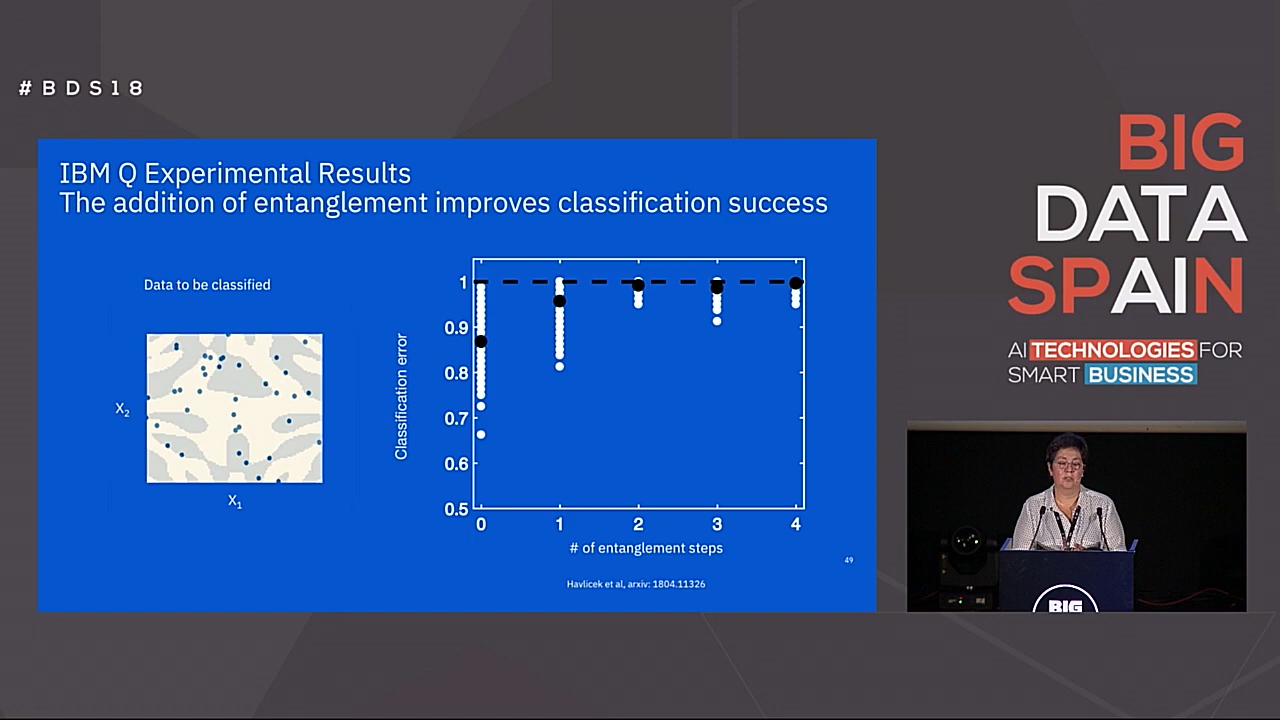 #BDS18
IBM Q Experimental Results
The addition of entanglement improves classification success
Data to be classified
X2
X1
Classification error
1
0.9
0.8
0.7
0.6
0.5
0 1 2 3 4
# of entanglement steps
49
Havlicek et al, arxiv: 1804.11326
BIG
DATA
SPAIN
AI TECHNOLOGIES FOR
SMART BUSINESS
BIG